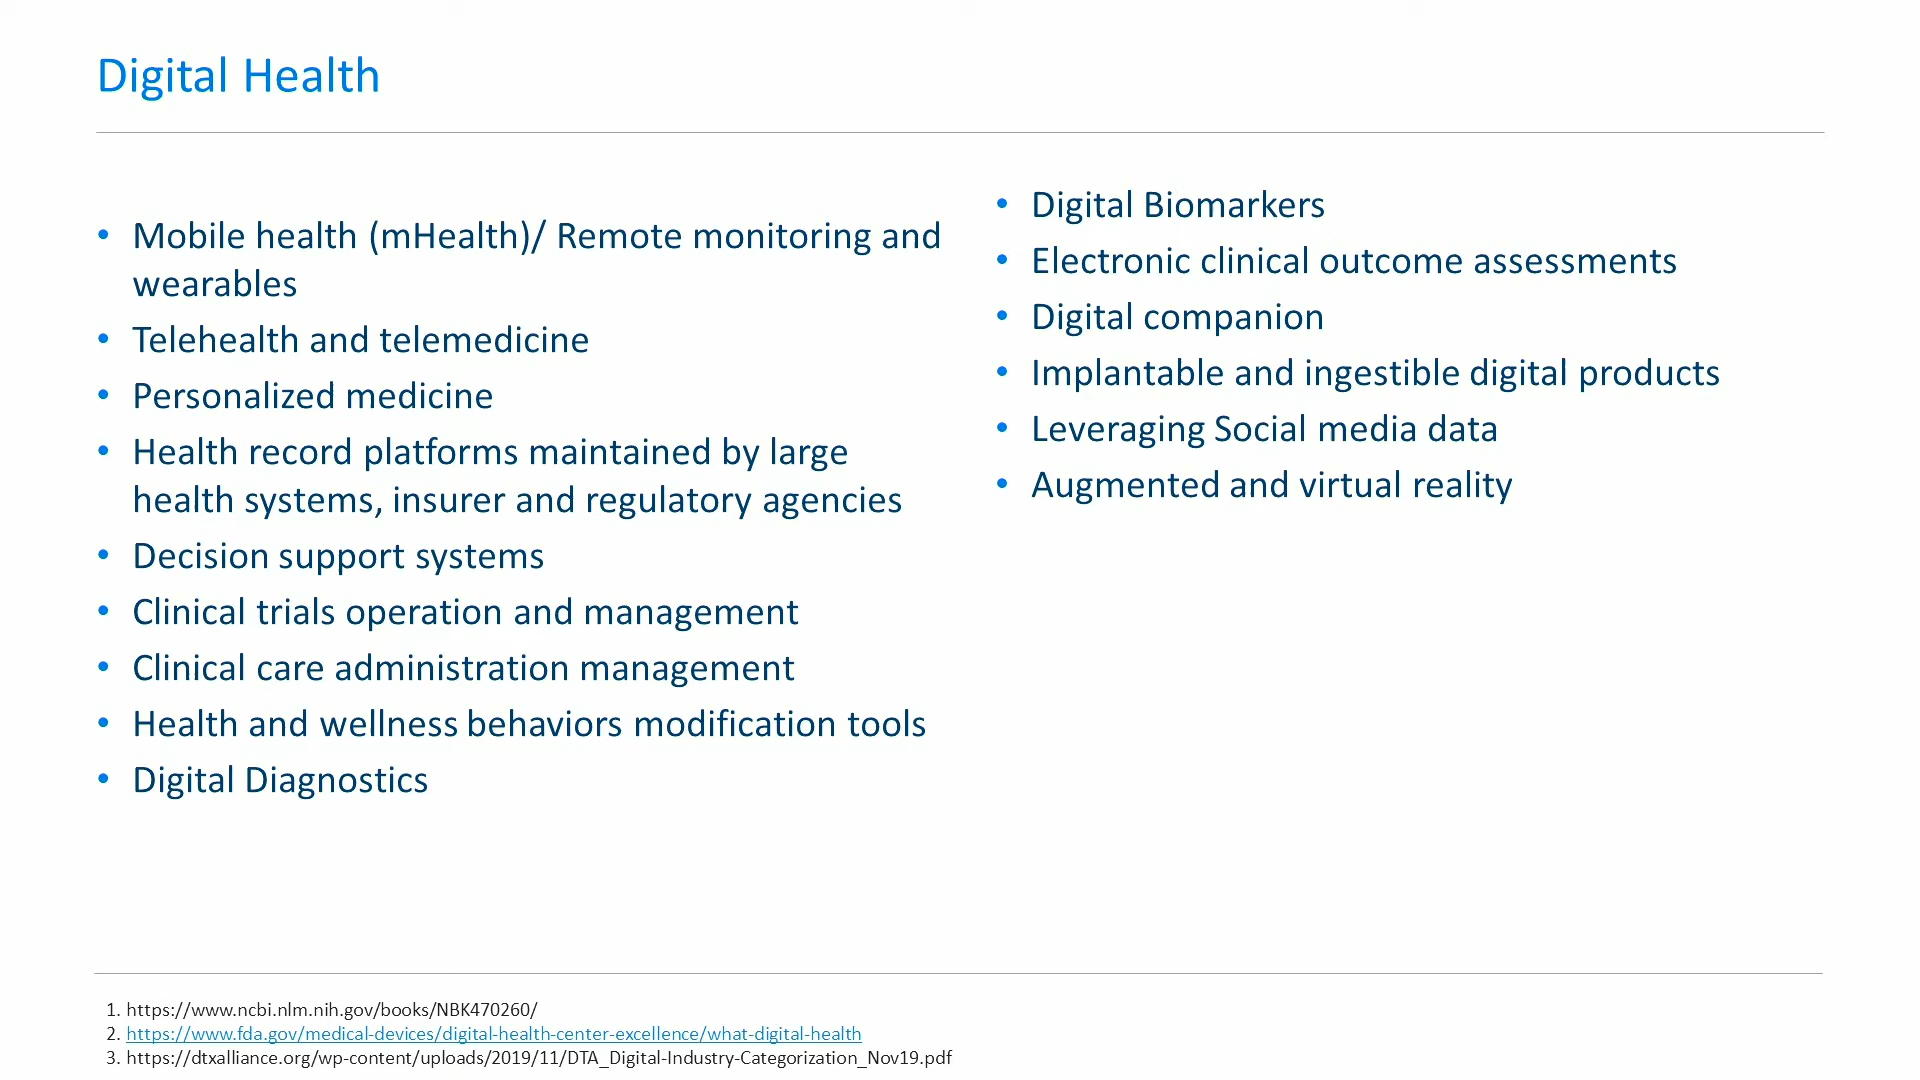 Digital Health
• Mobile health (mHealth)/ Remote monitoring and
wearables
• Telehealth and telemedicine
• Personalized medicine
• Health record platforms maintained by large
health systems, insurer and regulatory agencies
• Decision support systems
• Clinical trials operation and management
• Clinical care administration management
• Health and wellness behaviors modification tools
• Digital Diagnostics
• Digital Biomarkers
• Electronic clinical outcome assessments
• Digital companion
• Implantable and ingestible digital products
• Leveraging Social media data
• Augmented and virtual reality
1. https://www.ncbi.nlm.nih.gov/books/NBK470260/
2. https://www.fda.gov/medical-devices/digital-health-center-excellence/what-digital-health
3. https://dtxalliance.org/wp-content/uploads/2019/11/DTA_Digital-Industry-Categorization_Nov19.pdf